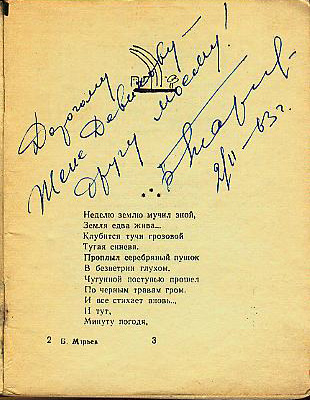 Дорогому
Жене Давыдову —
другу моему!
2/II – 63 г.
Неделю землю мучил зной,
Земля едва жива...
Клубится тучи грозовой
Тугая синева.
Проплыл серебряный пушок
В безветрии глухом.
Чугунной поступью прошел
По черным травам гром.
И все стихает вновь...,
И тут,
Минуту погодя,
2 Б. Марьев 3